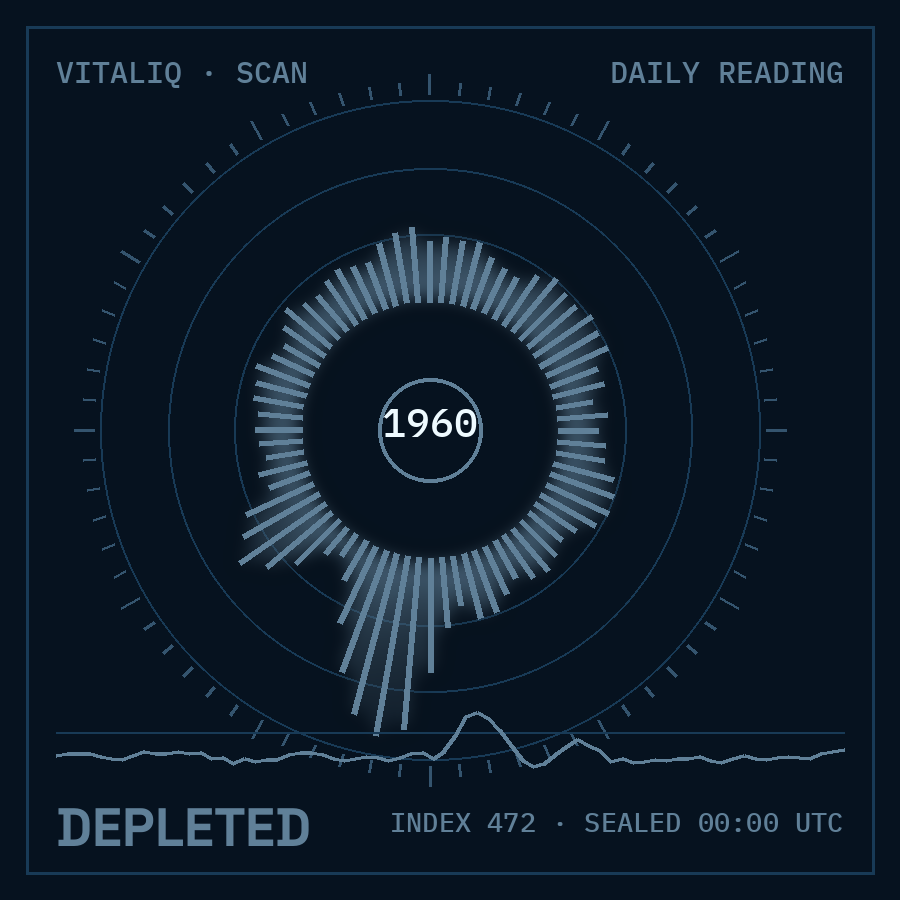 VITALIQ · SCAN
DAILY READING
1960
DEPLETED
INDEX 472 · SEALED 00:00 UTC